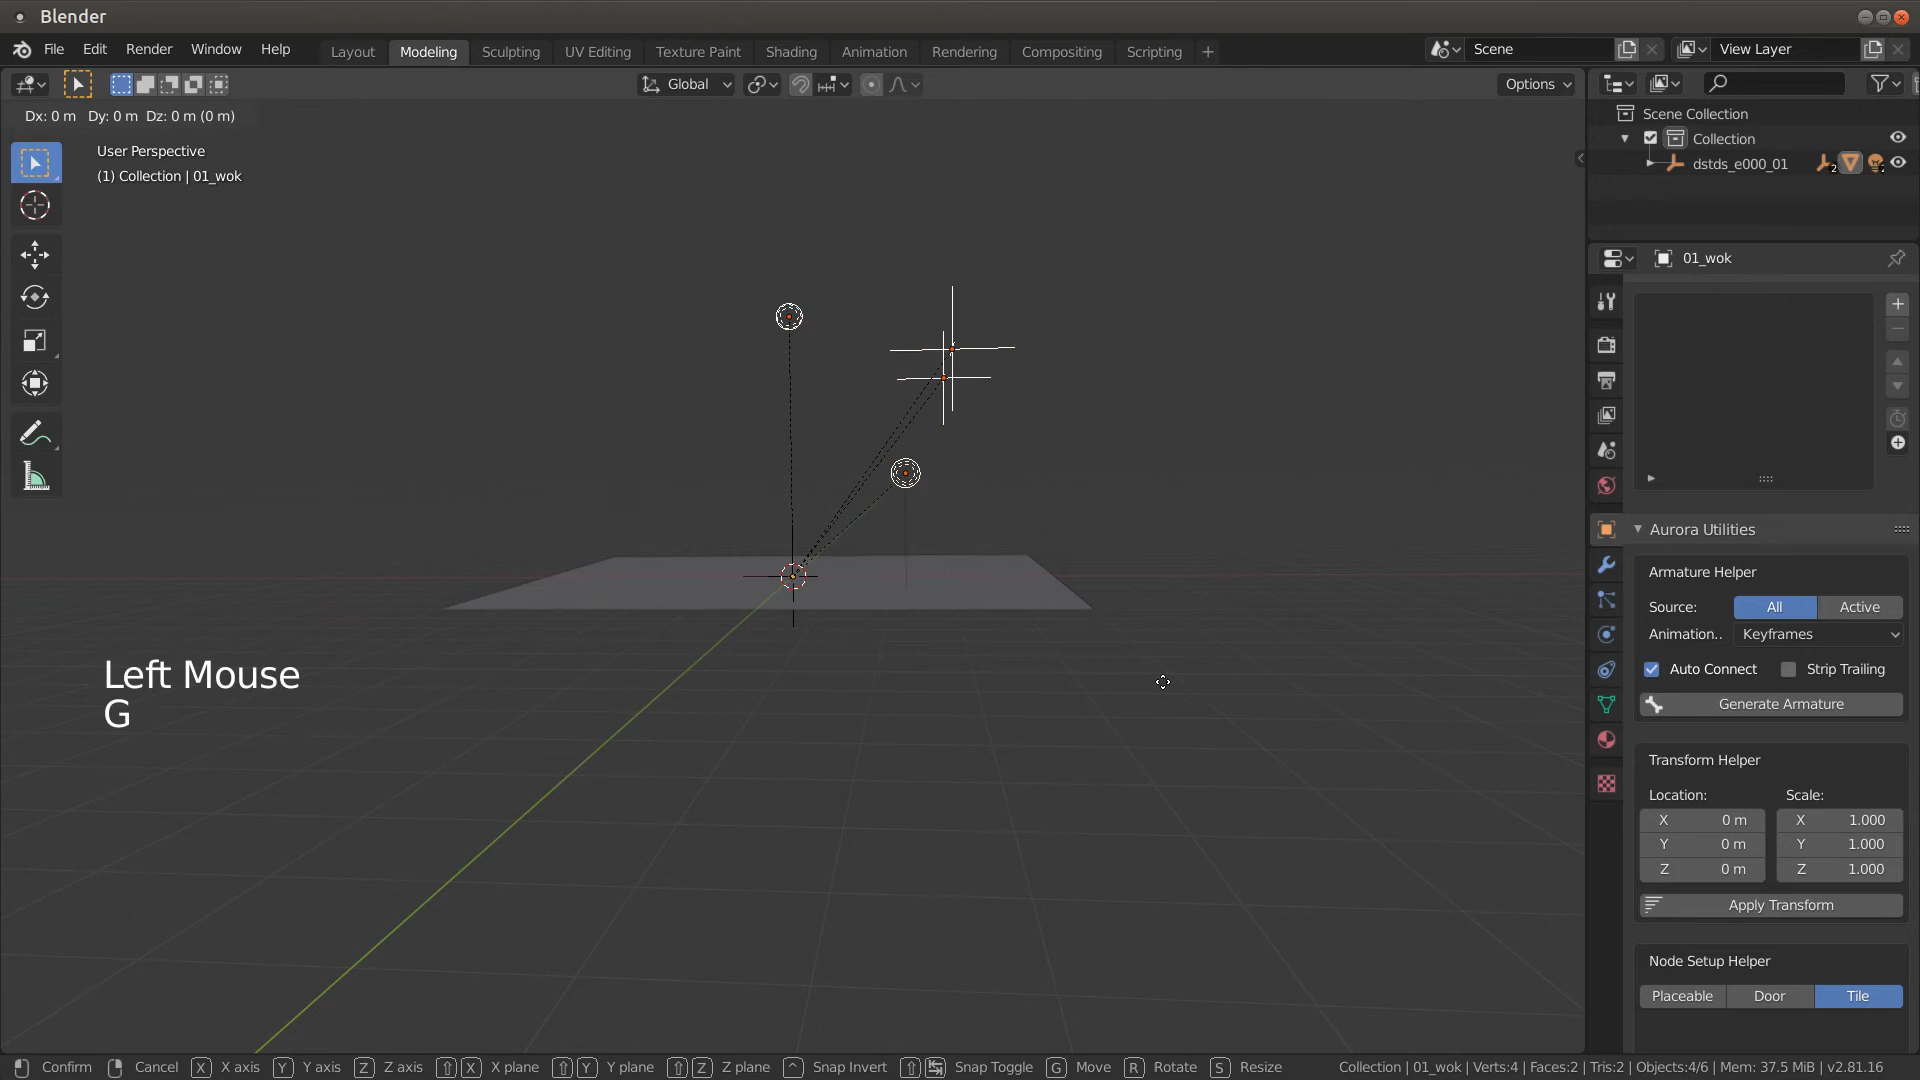 Blender
File Edit Render Window Help
Layout Modeling Sculpting UV Editing Texture Paint Shading Animation Rendering Compositing Scripting +
Scene View Layer
Global Options
Dx: 0 m Dy: 0 m Dz: 0 m (0 m)
User Perspective
(1) Collection | 01_wok
Scene Collection
Collection
dstds_e000_01 2
01_wok
Aurora Utilities
Armature Helper
Source: All Active
Animation.. Keyframes
Auto Connect Strip Trailing
Generate Armature
Left Mouse
G
Transform Helper
Location: Scale:
X 0 m X 1.000
Y 0 m Y 1.000
Z 0 m Z 1.000
Apply Transform
Node Setup Helper
Placeable Door Tile
Confirm Cancel X X axis Y Y axis Z Z axis X X plane Y Y plane Z Z plane ^ Snap Invert Snap Toggle G Move R Rotate S Resize Collection | 01_wok | Verts:4 | Faces:2 | Tris:2 | Objects:4/6 | Mem: 37.5 MiB | v2.81.16